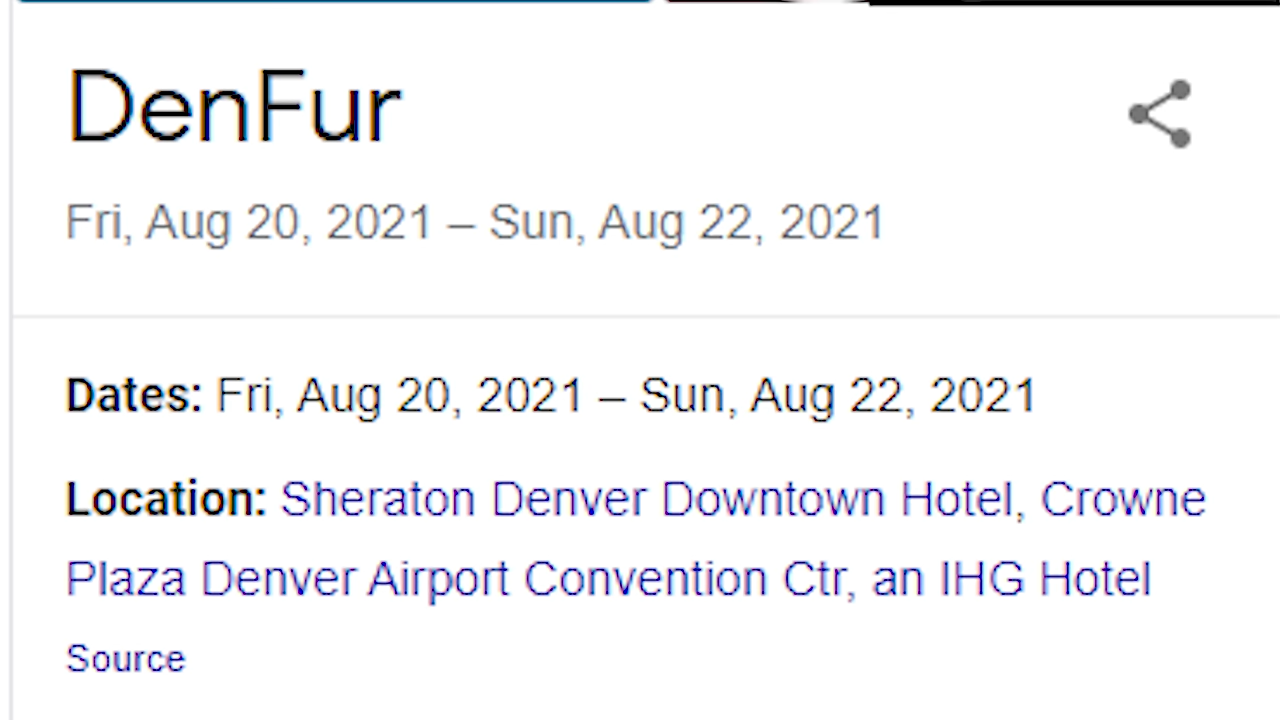 DenFur
Fri, Aug 20, 2021 – Sun, Aug 22, 2021
Dates: Fri, Aug 20, 2021 – Sun, Aug 22, 2021
Location: Sheraton Denver Downtown Hotel, Crowne
Plaza Denver Airport Convention Ctr, an IHG Hotel
Source